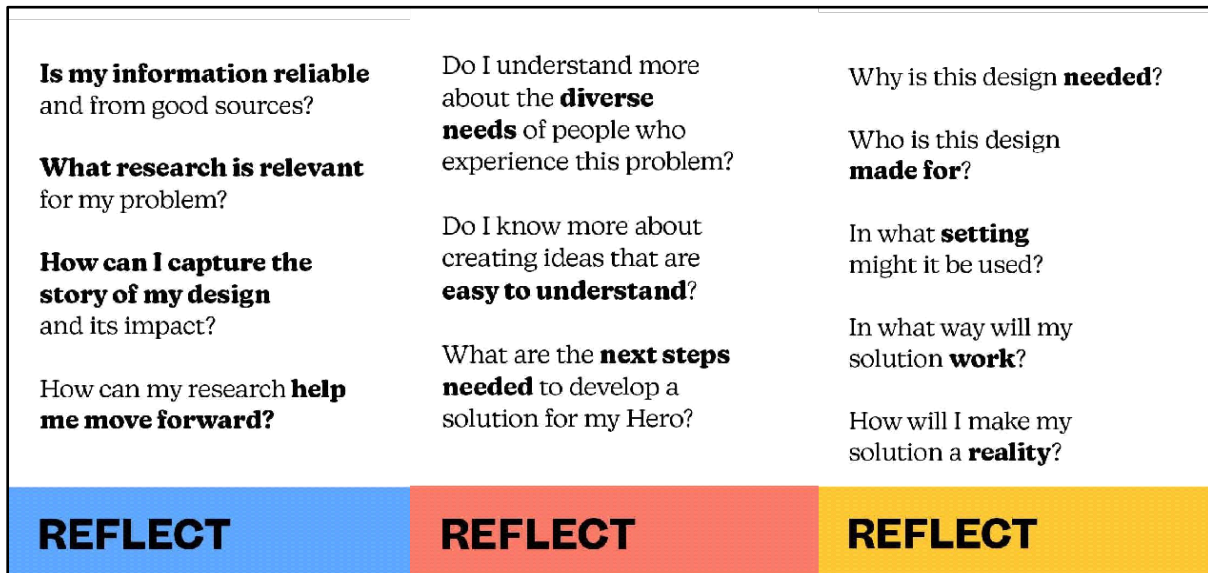 Is my information reliable
and from good sources?
What research is relevant
for my problem?
How can I capture the
story of my design
and its impact?
How can my research help
me move forward?
REFLECT
Do I understand more
about the diverse
needs of people who
experience this problem?
Do I know more about
creating ideas that are
easy to understand?
What are the next steps
needed to develop a
solution for my Hero?
REFLECT
Why is this design needed?
Who is this design
made for?
In what setting
might it be used?
In what way will my
solution work?
How will I make my
solution a reality?
REFLECT